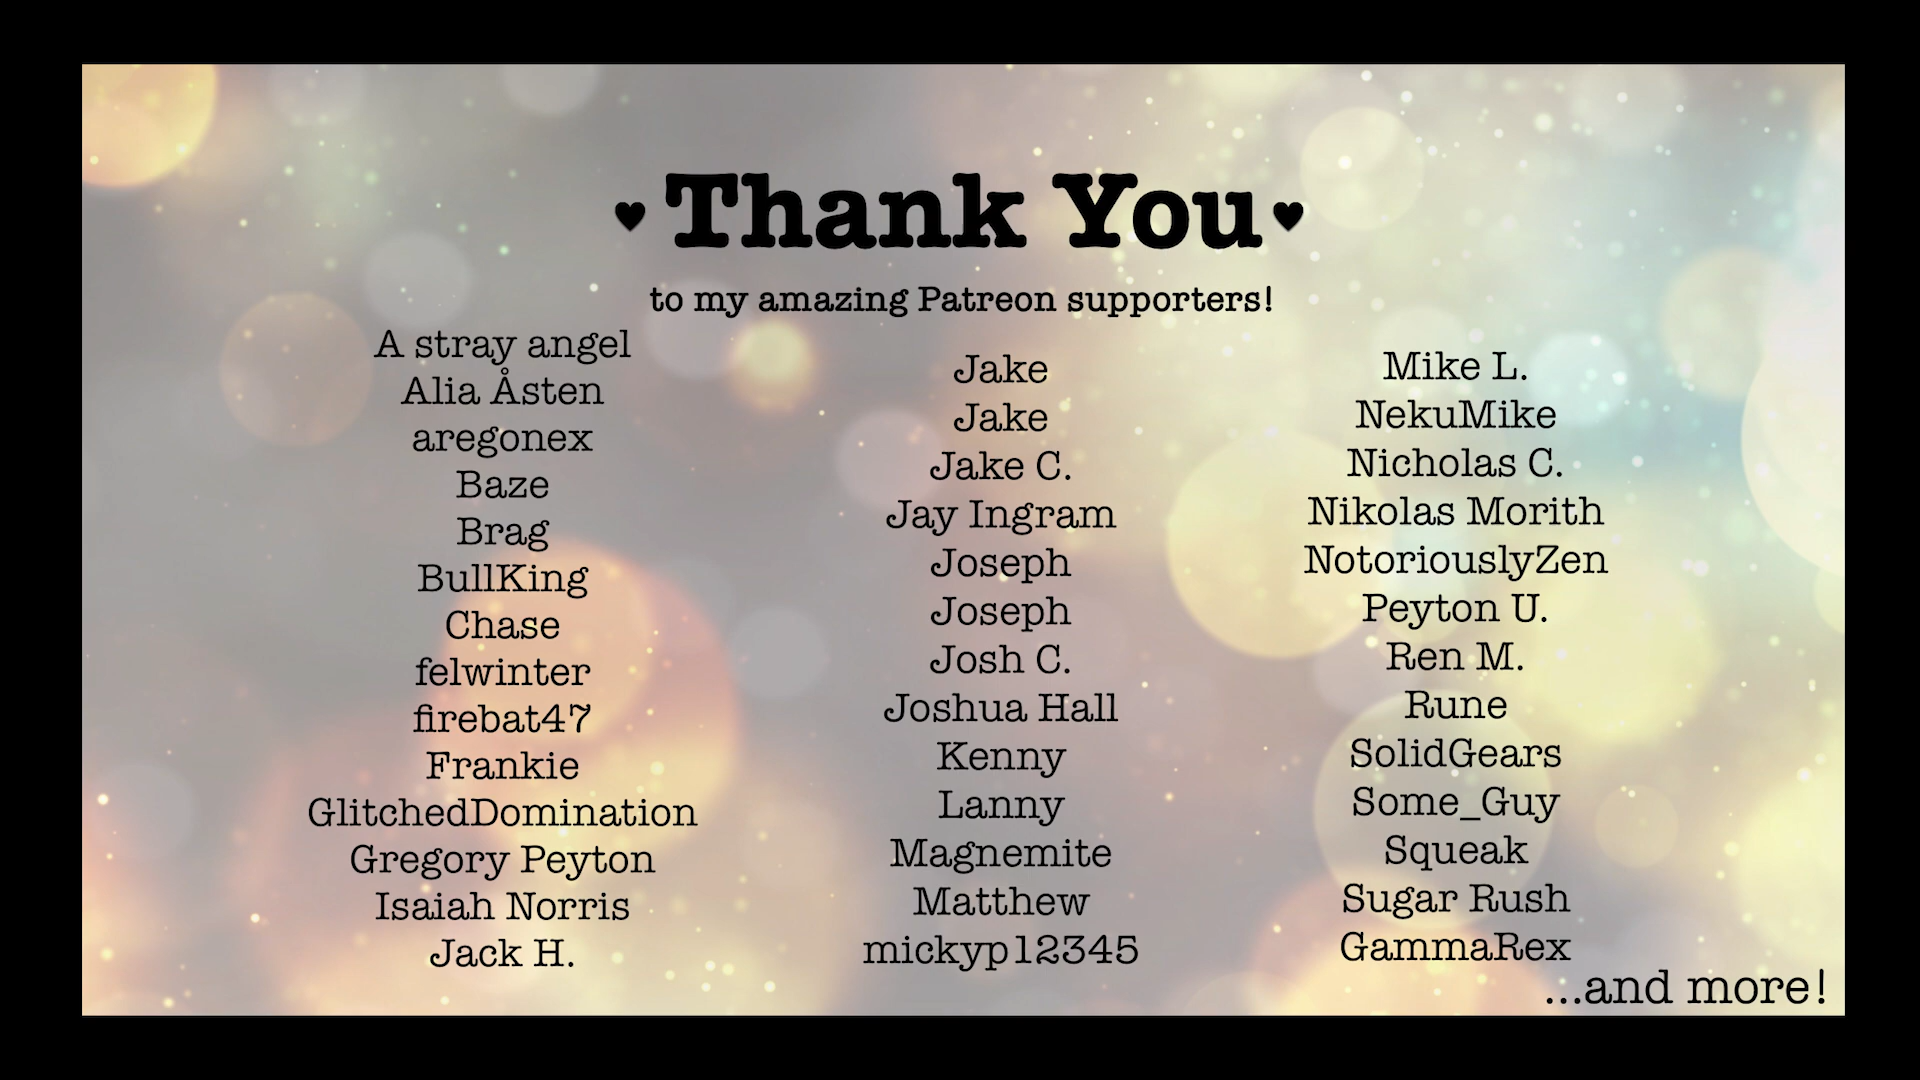 ♥Thank You♥
to my amazing Patreon supporters!
A stray angel
Alia Åsten
aregonex
Baze
Brag
BullKing
Chase
felwinter
firebat47
Frankie
GlitchedDomination
Gregory Peyton
Isaiah Norris
Jack H.
Jake
Jake
Jake C.
Jay Ingram
Joseph
Joseph
Josh C.
Joshua Hall
Kenny
Lanny
Magnemite
Matthew
mickyp12345
Mike L.
NekuMike
Nicholas C.
Nikolas Morith
NotoriouslyZen
Peyton U.
Ren M.
Rune
SolidGears
Some_Guy
Squeak
Sugar Rush
GammaRex
...and more!